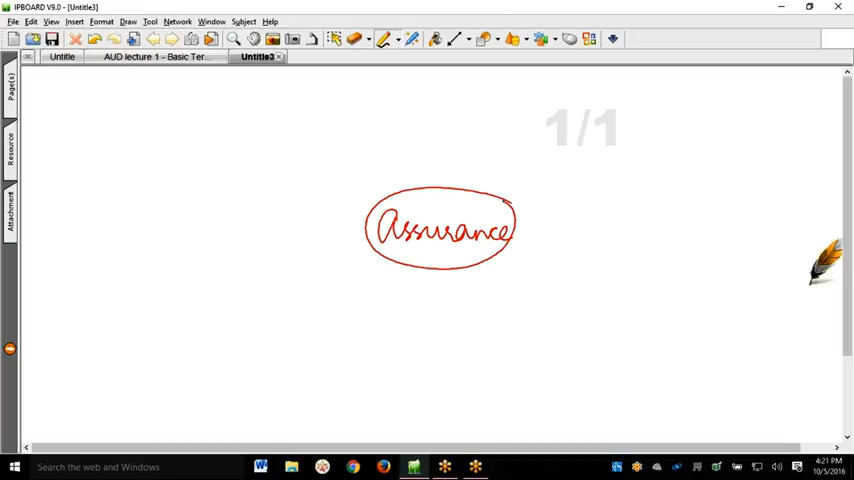 IPBOARD V9.0 - [Untitle3]
File Edit View Insert Format Draw Tool Network Window Subject Help
Untitle AUD lecture 1 - Basic Ter... Untitle3
Page(s)
Resource
Attachment
1/1
Assurance
Search the web and Windows
4:21 PM
10/5/2016